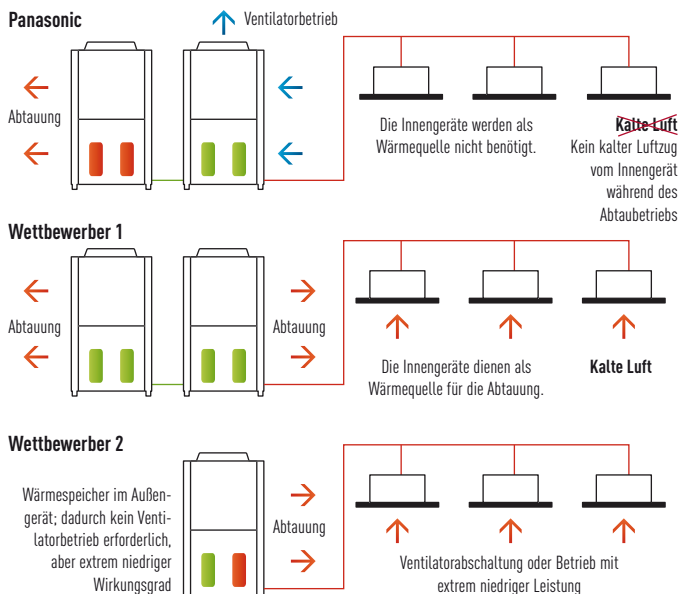 Panasonic
Ventilatorbetrieb
Abtauung
Die Innengeräte werden als
Wärmequelle nicht benötigt.
Kalte Luft
Kein kalter Luftzug
vom Innengerät
während des
Abtaubetriebs
Wettbewerber 1
Abtauung
Abtauung
Die Innengeräte dienen als
Wärmequelle für die Abtauung.
Kalte Luft
Wettbewerber 2
Wärmespeicher im Außen-
gerät; dadurch kein Venti-
latorbetrieb erforderlich,
aber extrem niedriger
Wirkungsgrad
Abtauung
Ventilatorabschaltung oder Betrieb mit
extrem niedriger Leistung